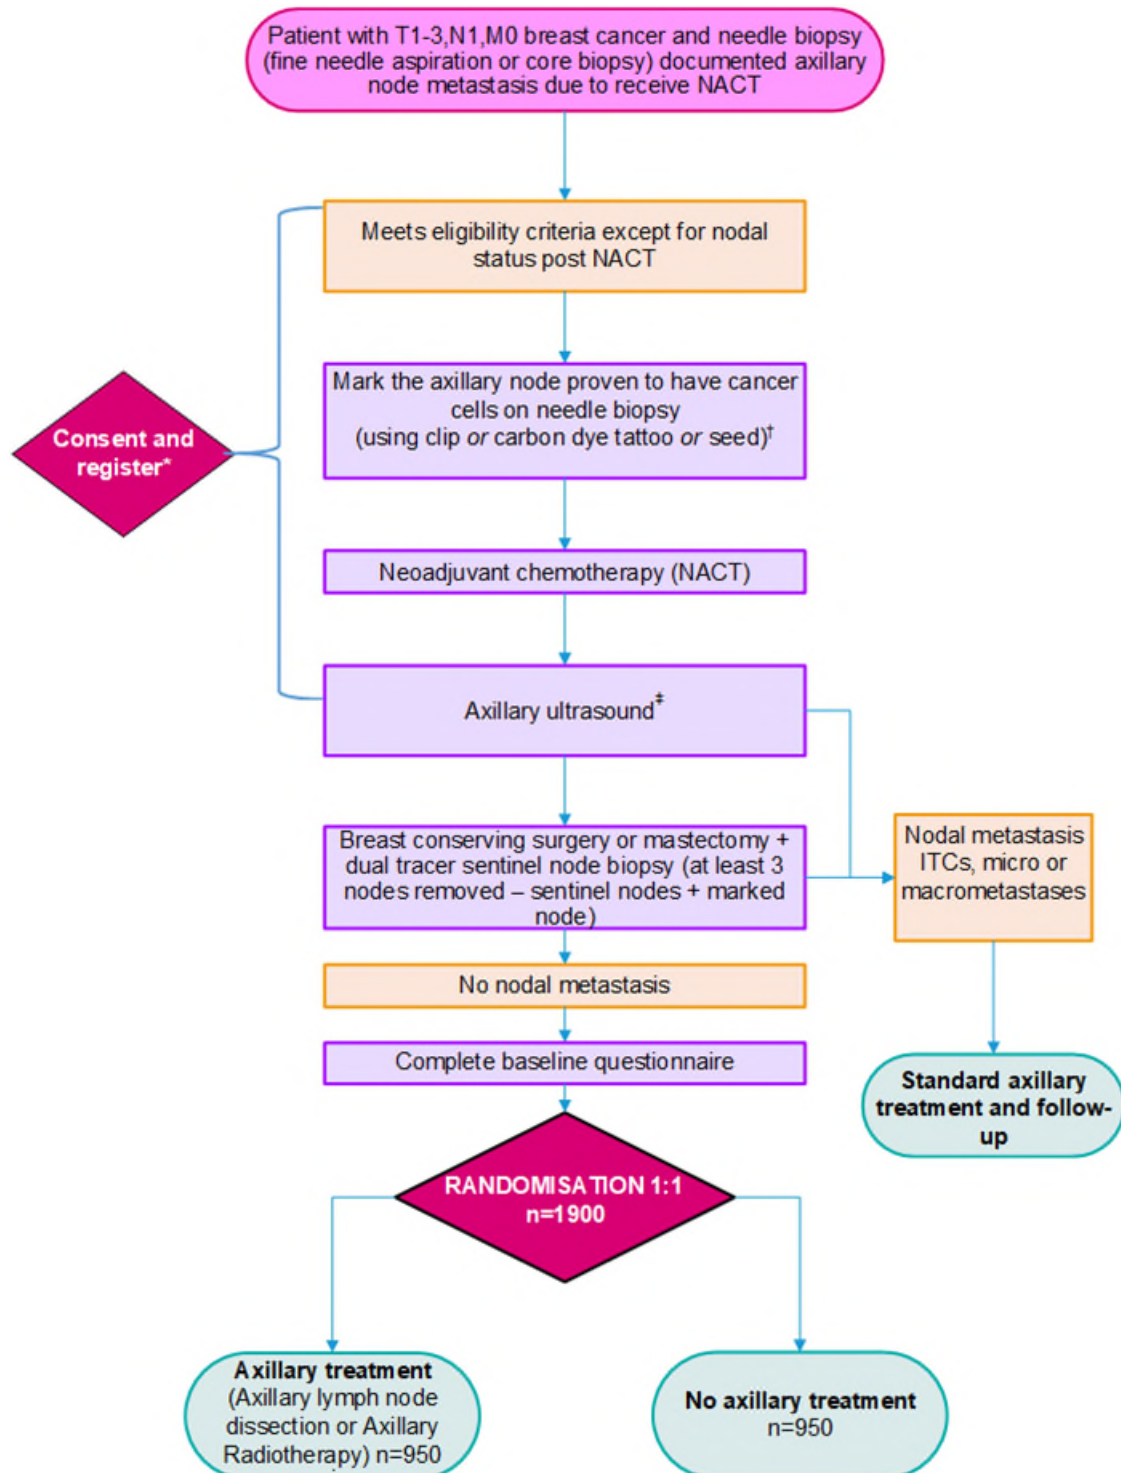 Patient with T1-3,N1,M0 breast cancer and needle biopsy
(fine needle aspiration or core biopsy) documented axillary
node metastasis due to receive NACT
Meets eligibility criteria except for nodal
status post NACT
Mark the axillary node proven to have cancer
cells on needle biopsy
(using clip or carbon dye tattoo or seed)†
Consent and
register*
Neoadjuvant chemotherapy (NACT)
Axillary ultrasound‡
Breast conserving surgery or mastectomy +
dual tracer sentinel node biopsy (at least 3
nodes removed – sentinel nodes + marked
node)
Nodal metastasis
ITCs, micro or
macrometastases
No nodal metastasis
Complete baseline questionnaire
Standard axillary
treatment and follow-
up
RANDOMISATION 1:1
n=1900
Axillary treatment
(Axillary lymph node
dissection or Axillary
Radiotherapy) n=950
No axillary treatment
n=950